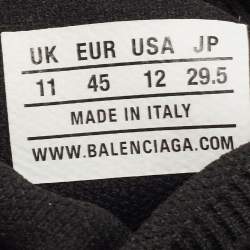 UK EUR USA JP
11 45 12 29.5
MADE IN ITALY
WWW.BALENCIAGA.COM